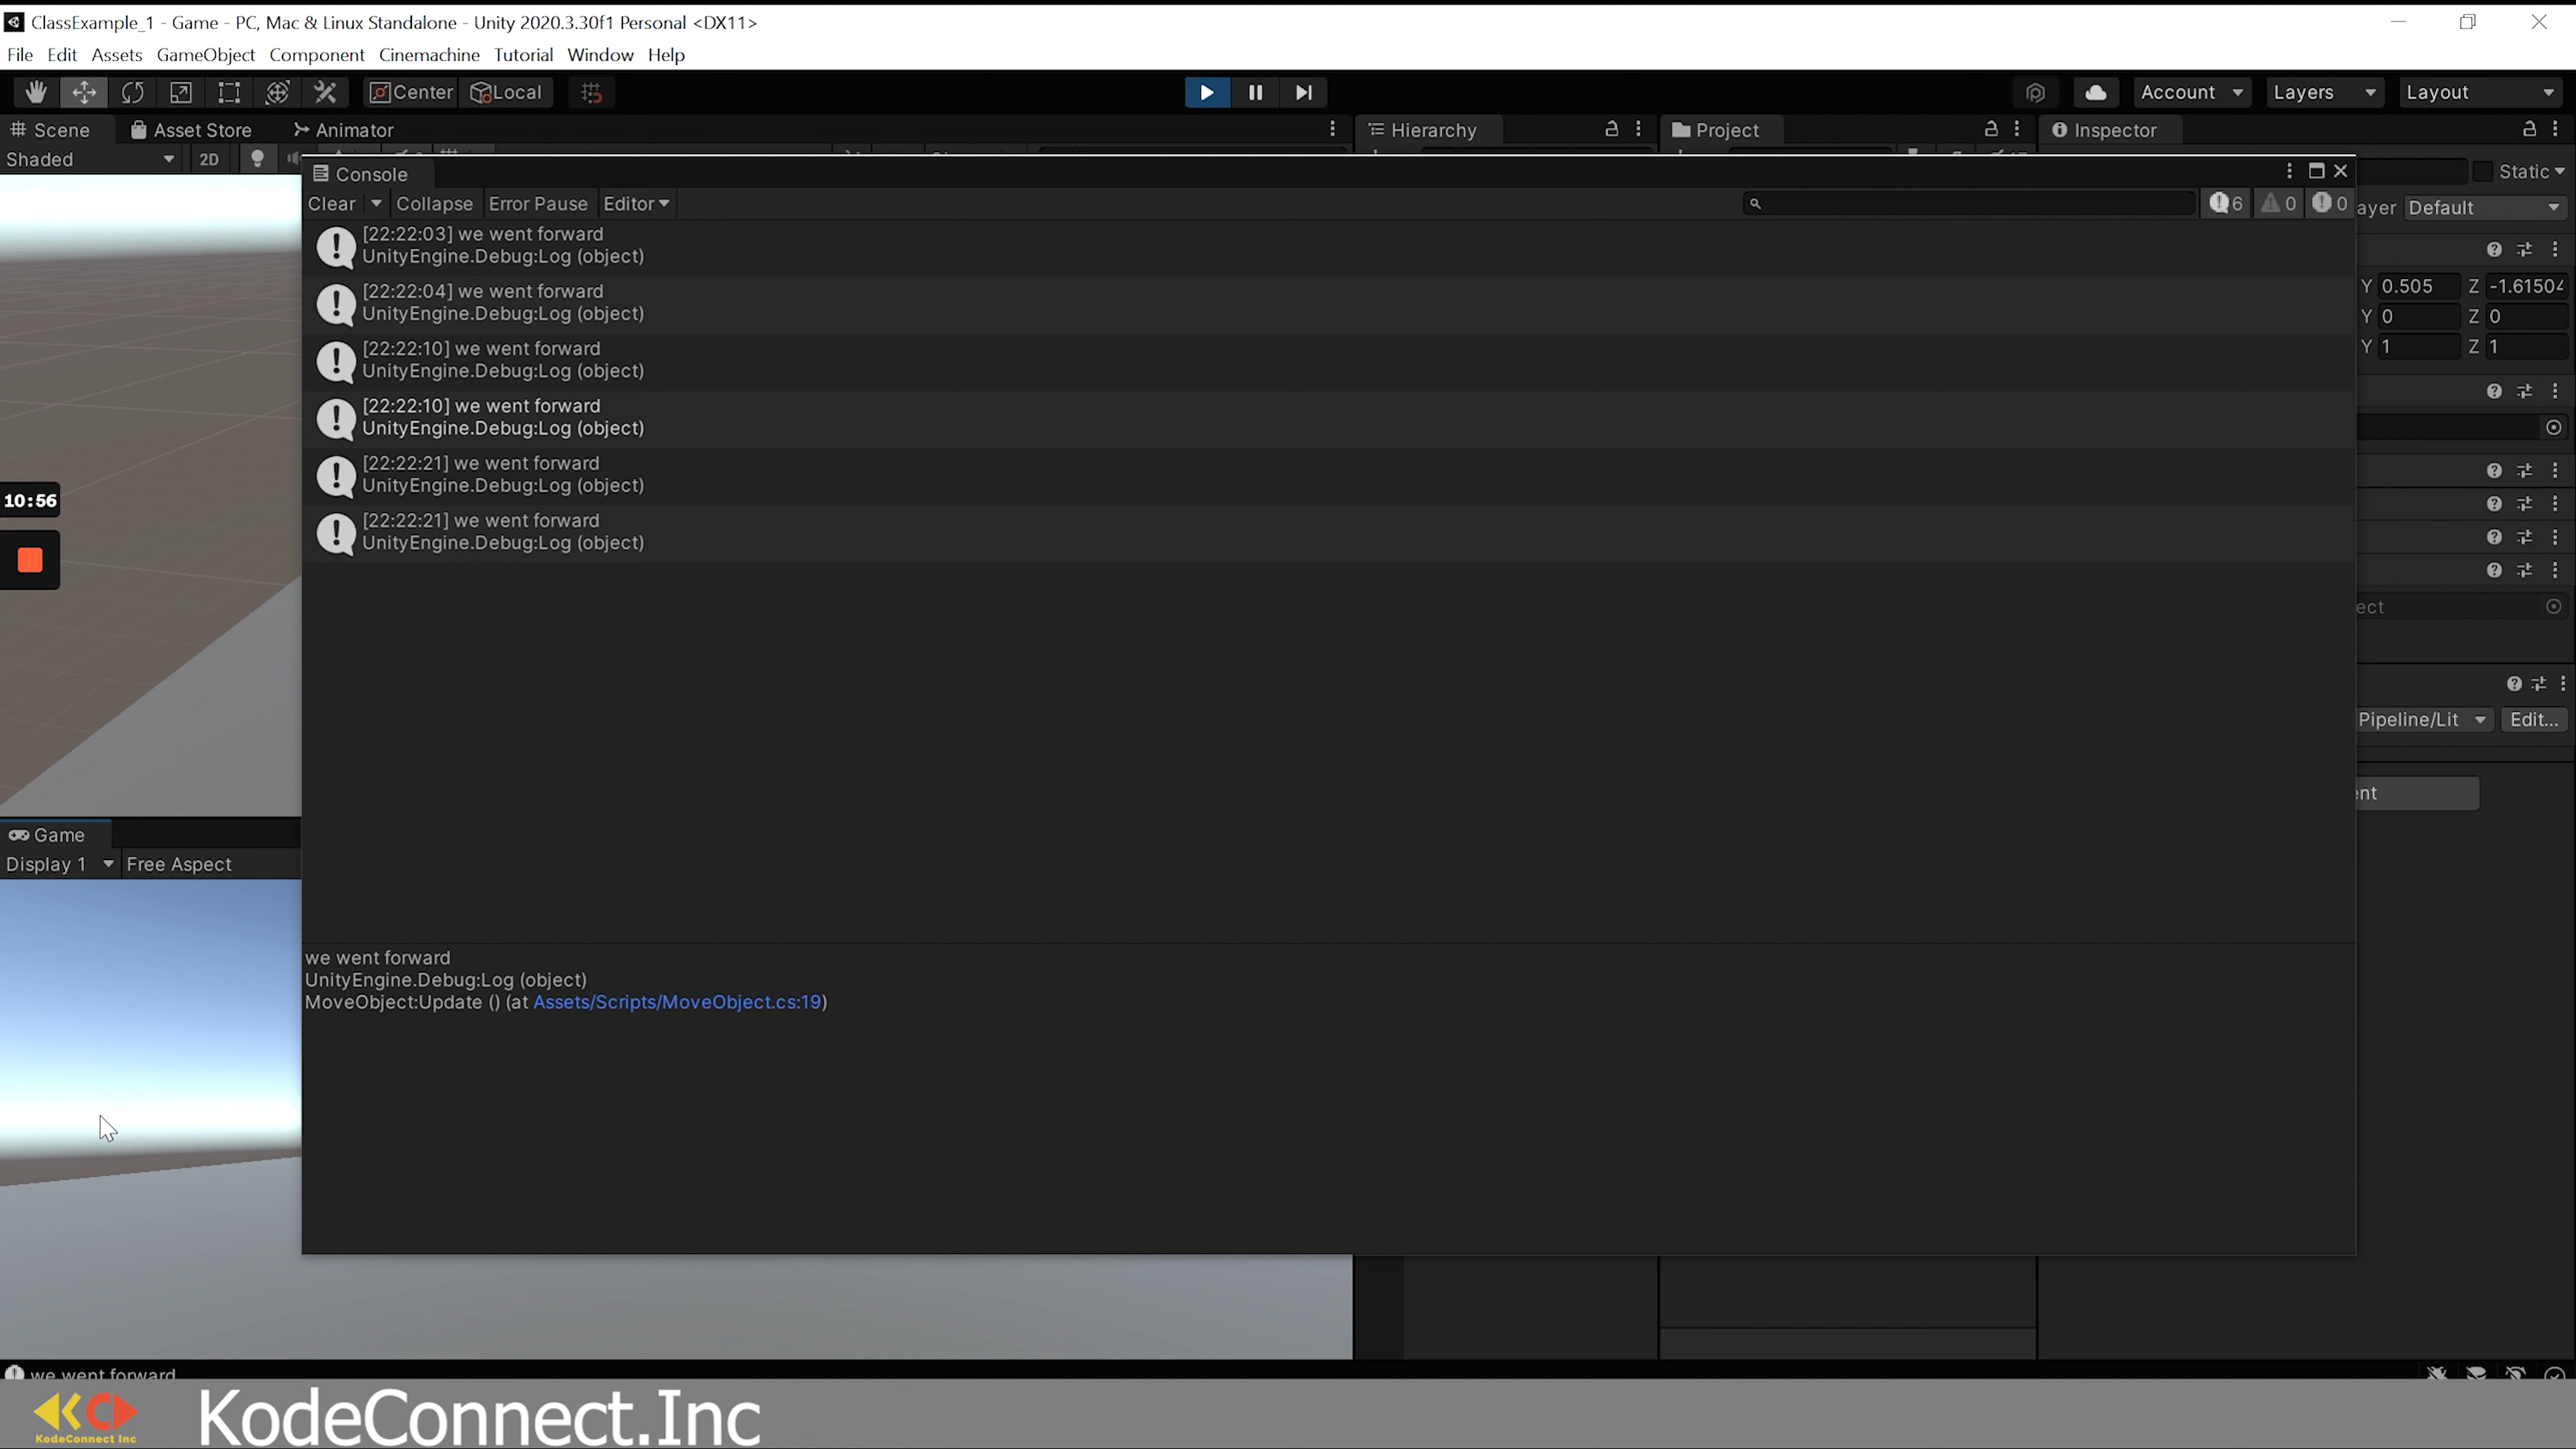 ClassExample_1 - Game - PC, Mac & Linux Standalone - Unity 2020.3.30f1 Personal <DX11>
File Edit Assets GameObject Component Cinemachine Tutorial Window Help
Center Local Account Layers Layout
Scene Asset Store Animator Hierarchy Project Inspector
Shaded 2D
Console
Static
Clear Collapse Error Pause Editor 6 0 0
ayer Default
[22:22:03] we went forward
UnityEngine.Debug:Log (object)
[22:22:04] we went forward
UnityEngine.Debug:Log (object)
[22:22:10] we went forward
UnityEngine.Debug:Log (object)
[22:22:10] we went forward
UnityEngine.Debug:Log (object)
[22:22:21] we went forward
UnityEngine.Debug:Log (object)
[22:22:21] we went forward
UnityEngine.Debug:Log (object)
Y 0.505 Z -1.61504
Y 0 Z 0
Y 1 Z 1
10:56
ect
Pipeline/Lit Edit...
ent
Game
Display 1 Free Aspect
we went forward
UnityEngine.Debug:Log (object)
MoveObject:Update () (at Assets/Scripts/MoveObject.cs:19)
we went forward
KodeConnect Inc
KodeConnect.Inc